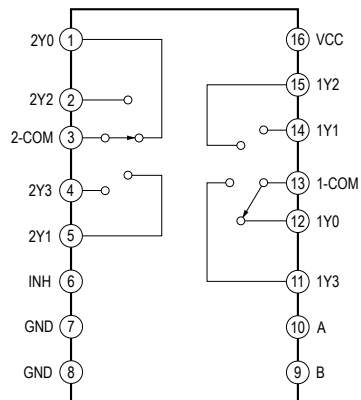 2Y0 1
2Y2 2
2-COM 3
2Y3 4
2Y1 5
INH 6
GND 7
GND 8
16 VCC
15 1Y2
14 1Y1
13 1-COM
12 1Y0
11 1Y3
10 A
9 B